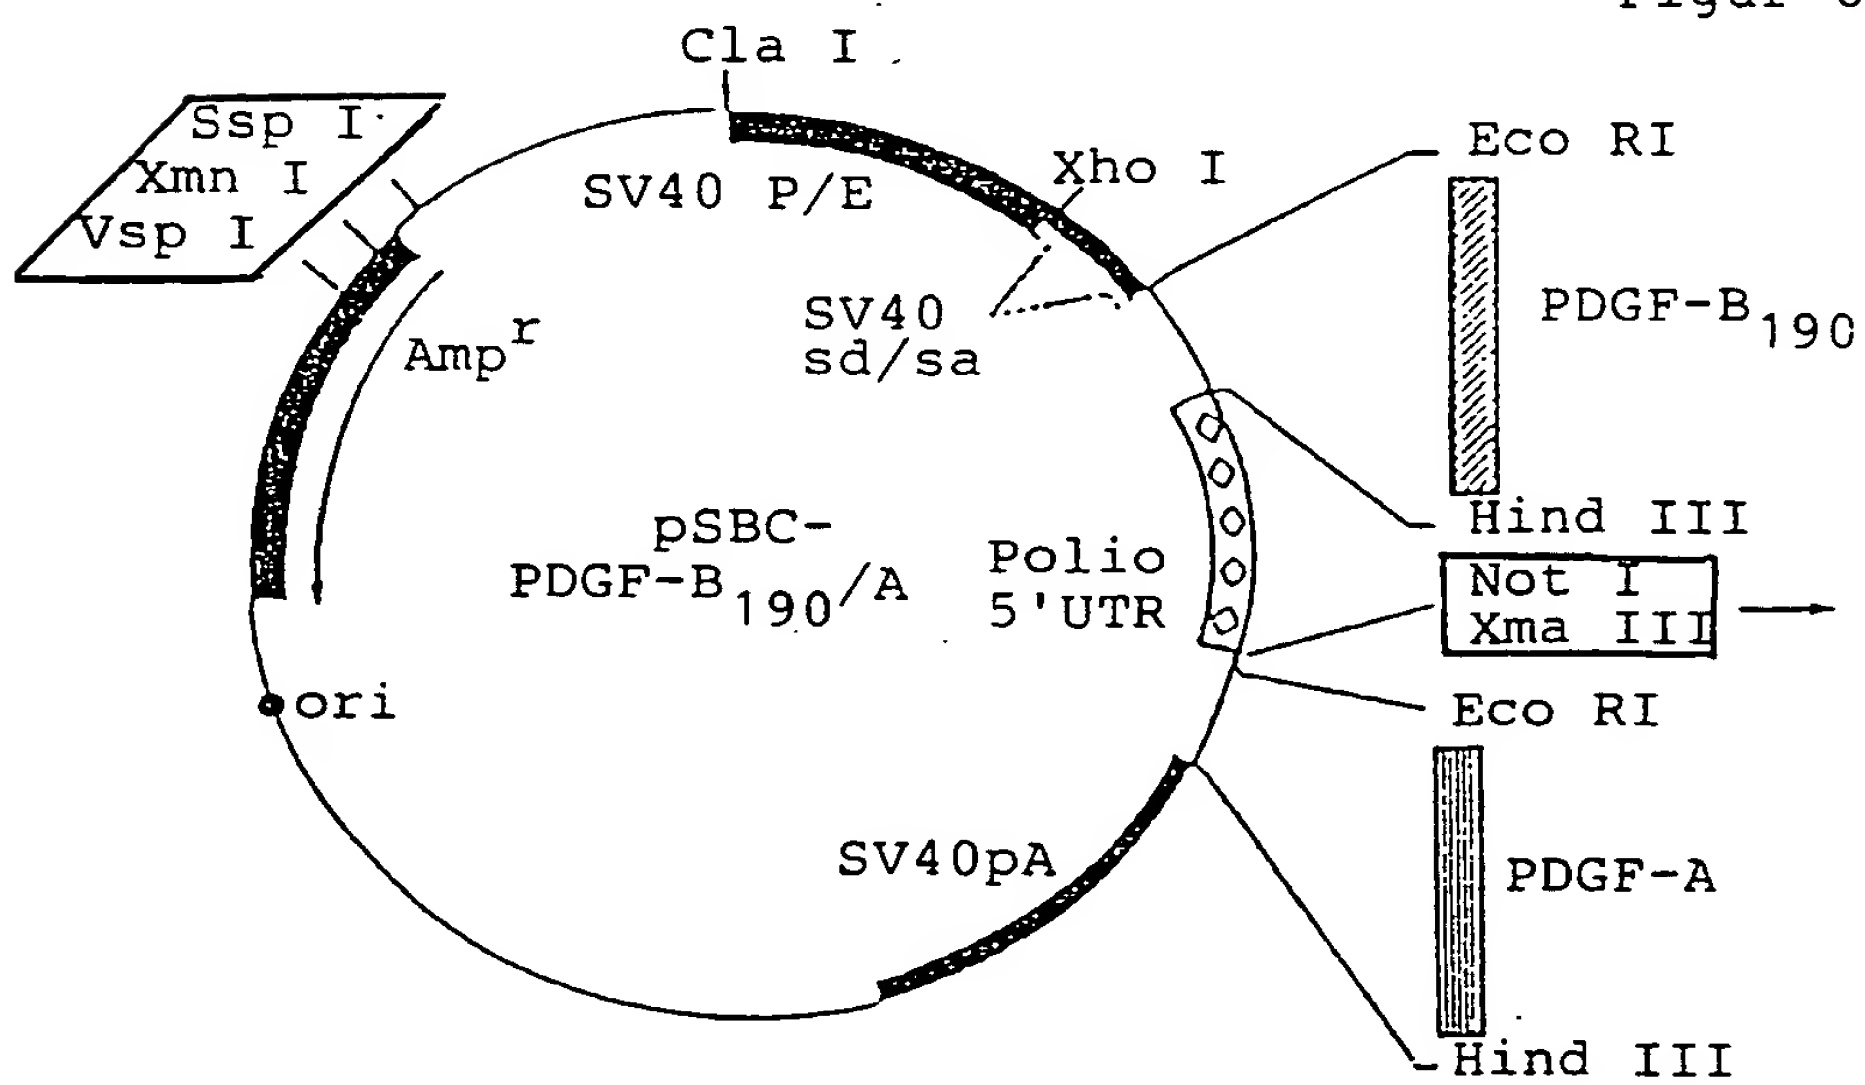 Cla I
Ssp I
Xmn I
Vsp I
Eco RI
Xho I
SV40 P/E
PDGF-B190
SV40
sd/sa
Ampr
Hind III
pSBC-
PDGF-B190/A
Polio
5'UTR
Not I
Xma III
Eco RI
ori
SV40pA
PDGF-A
Hind III